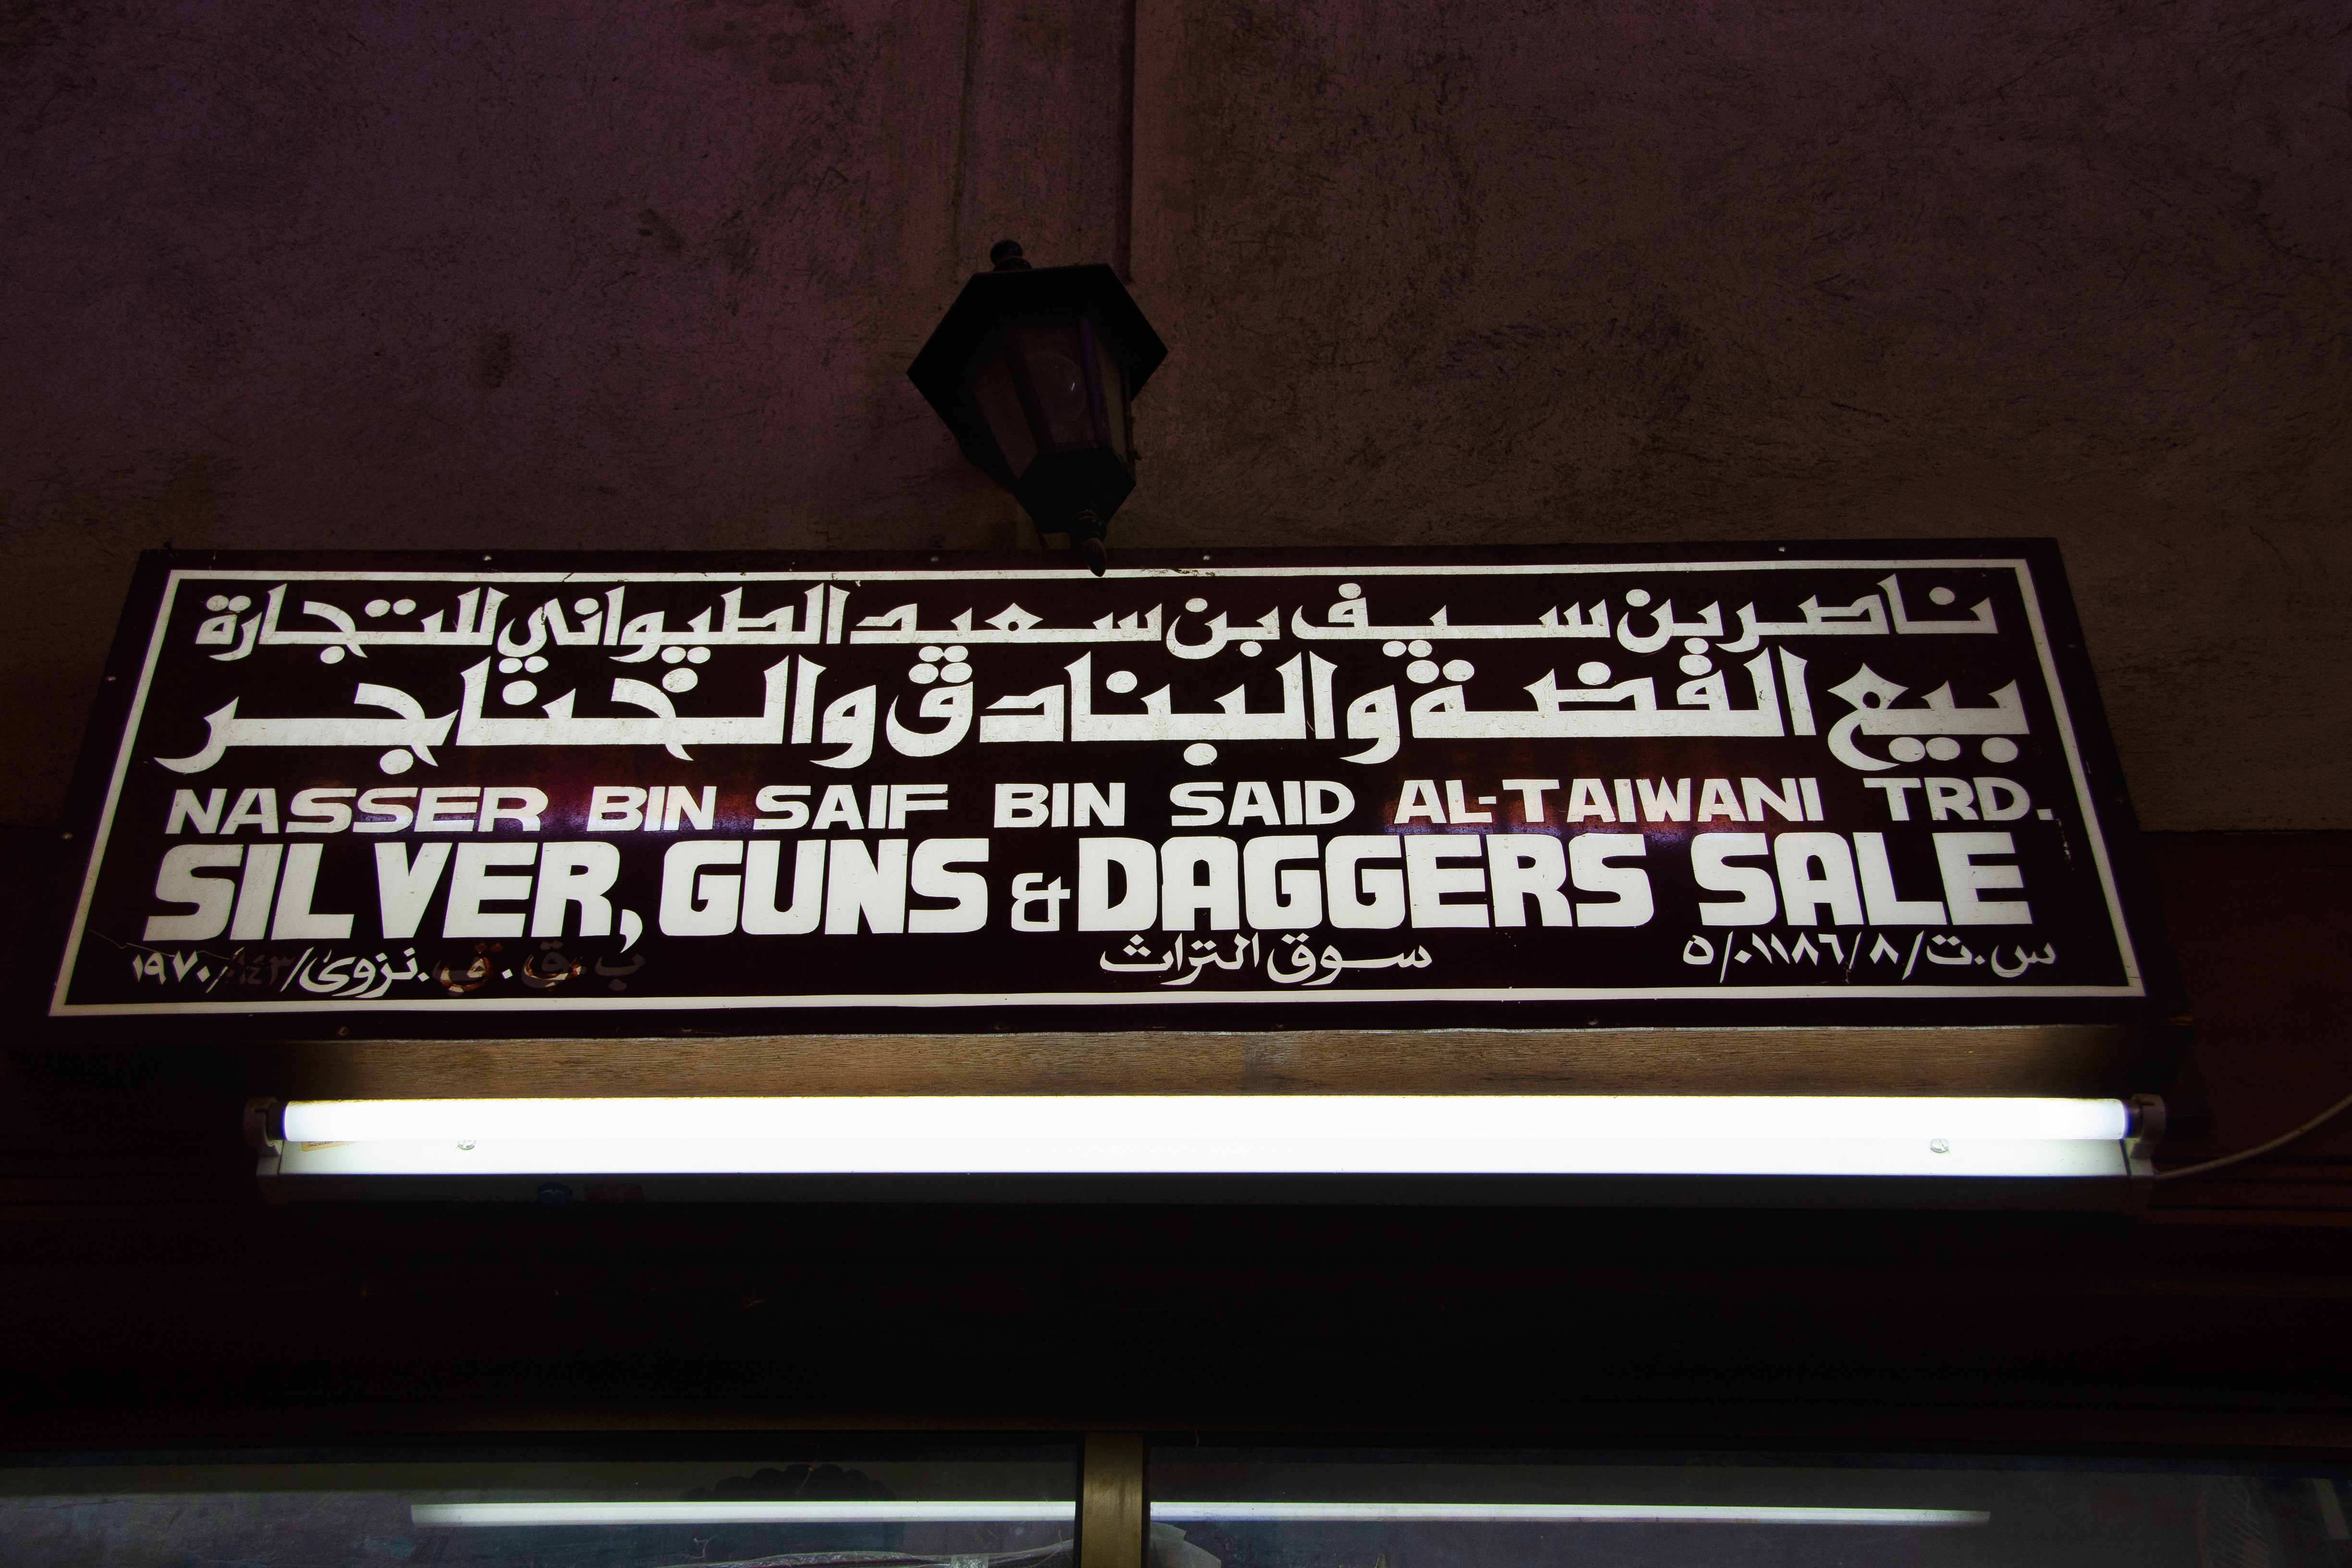 ناصر بن سيف بن سعيد الطيواني للتجارة
بيع الفضة والبنادق والخناجر
NASSER BIN SAIF BIN SAID AL-TAIWANI TRD.
SILVER, GUNS & DAGGERS SALE
س.ت/٨/٠١١٨٦/٥
سوق التراث
ب.ق.ق.نزوى/١٤٣/١٩٧٠